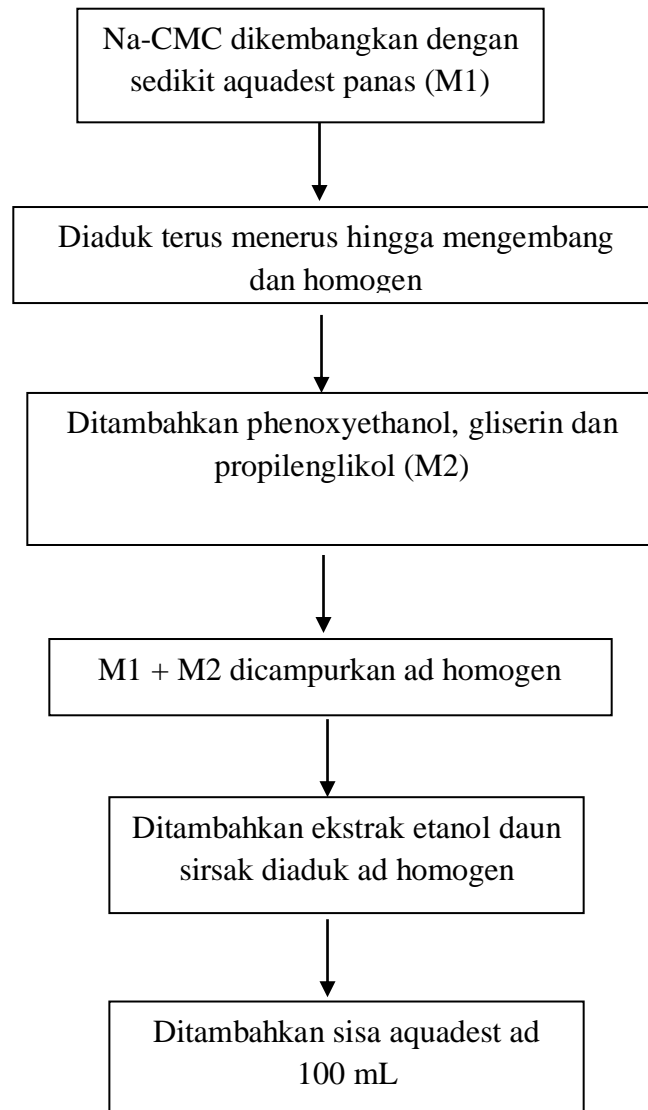 Na-CMC dikembangkan dengan
sedikit aquadest panas (M1)
Diaduk terus menerus hingga mengembang
dan homogen
Ditambahkan phenoxyethanol, gliserin dan
propilenglikol (M2)
M1 + M2 dicampurkan ad homogen
Ditambahkan ekstrak etanol daun
sirsak diaduk ad homogen
Ditambahkan sisa aquadest ad
100 mL